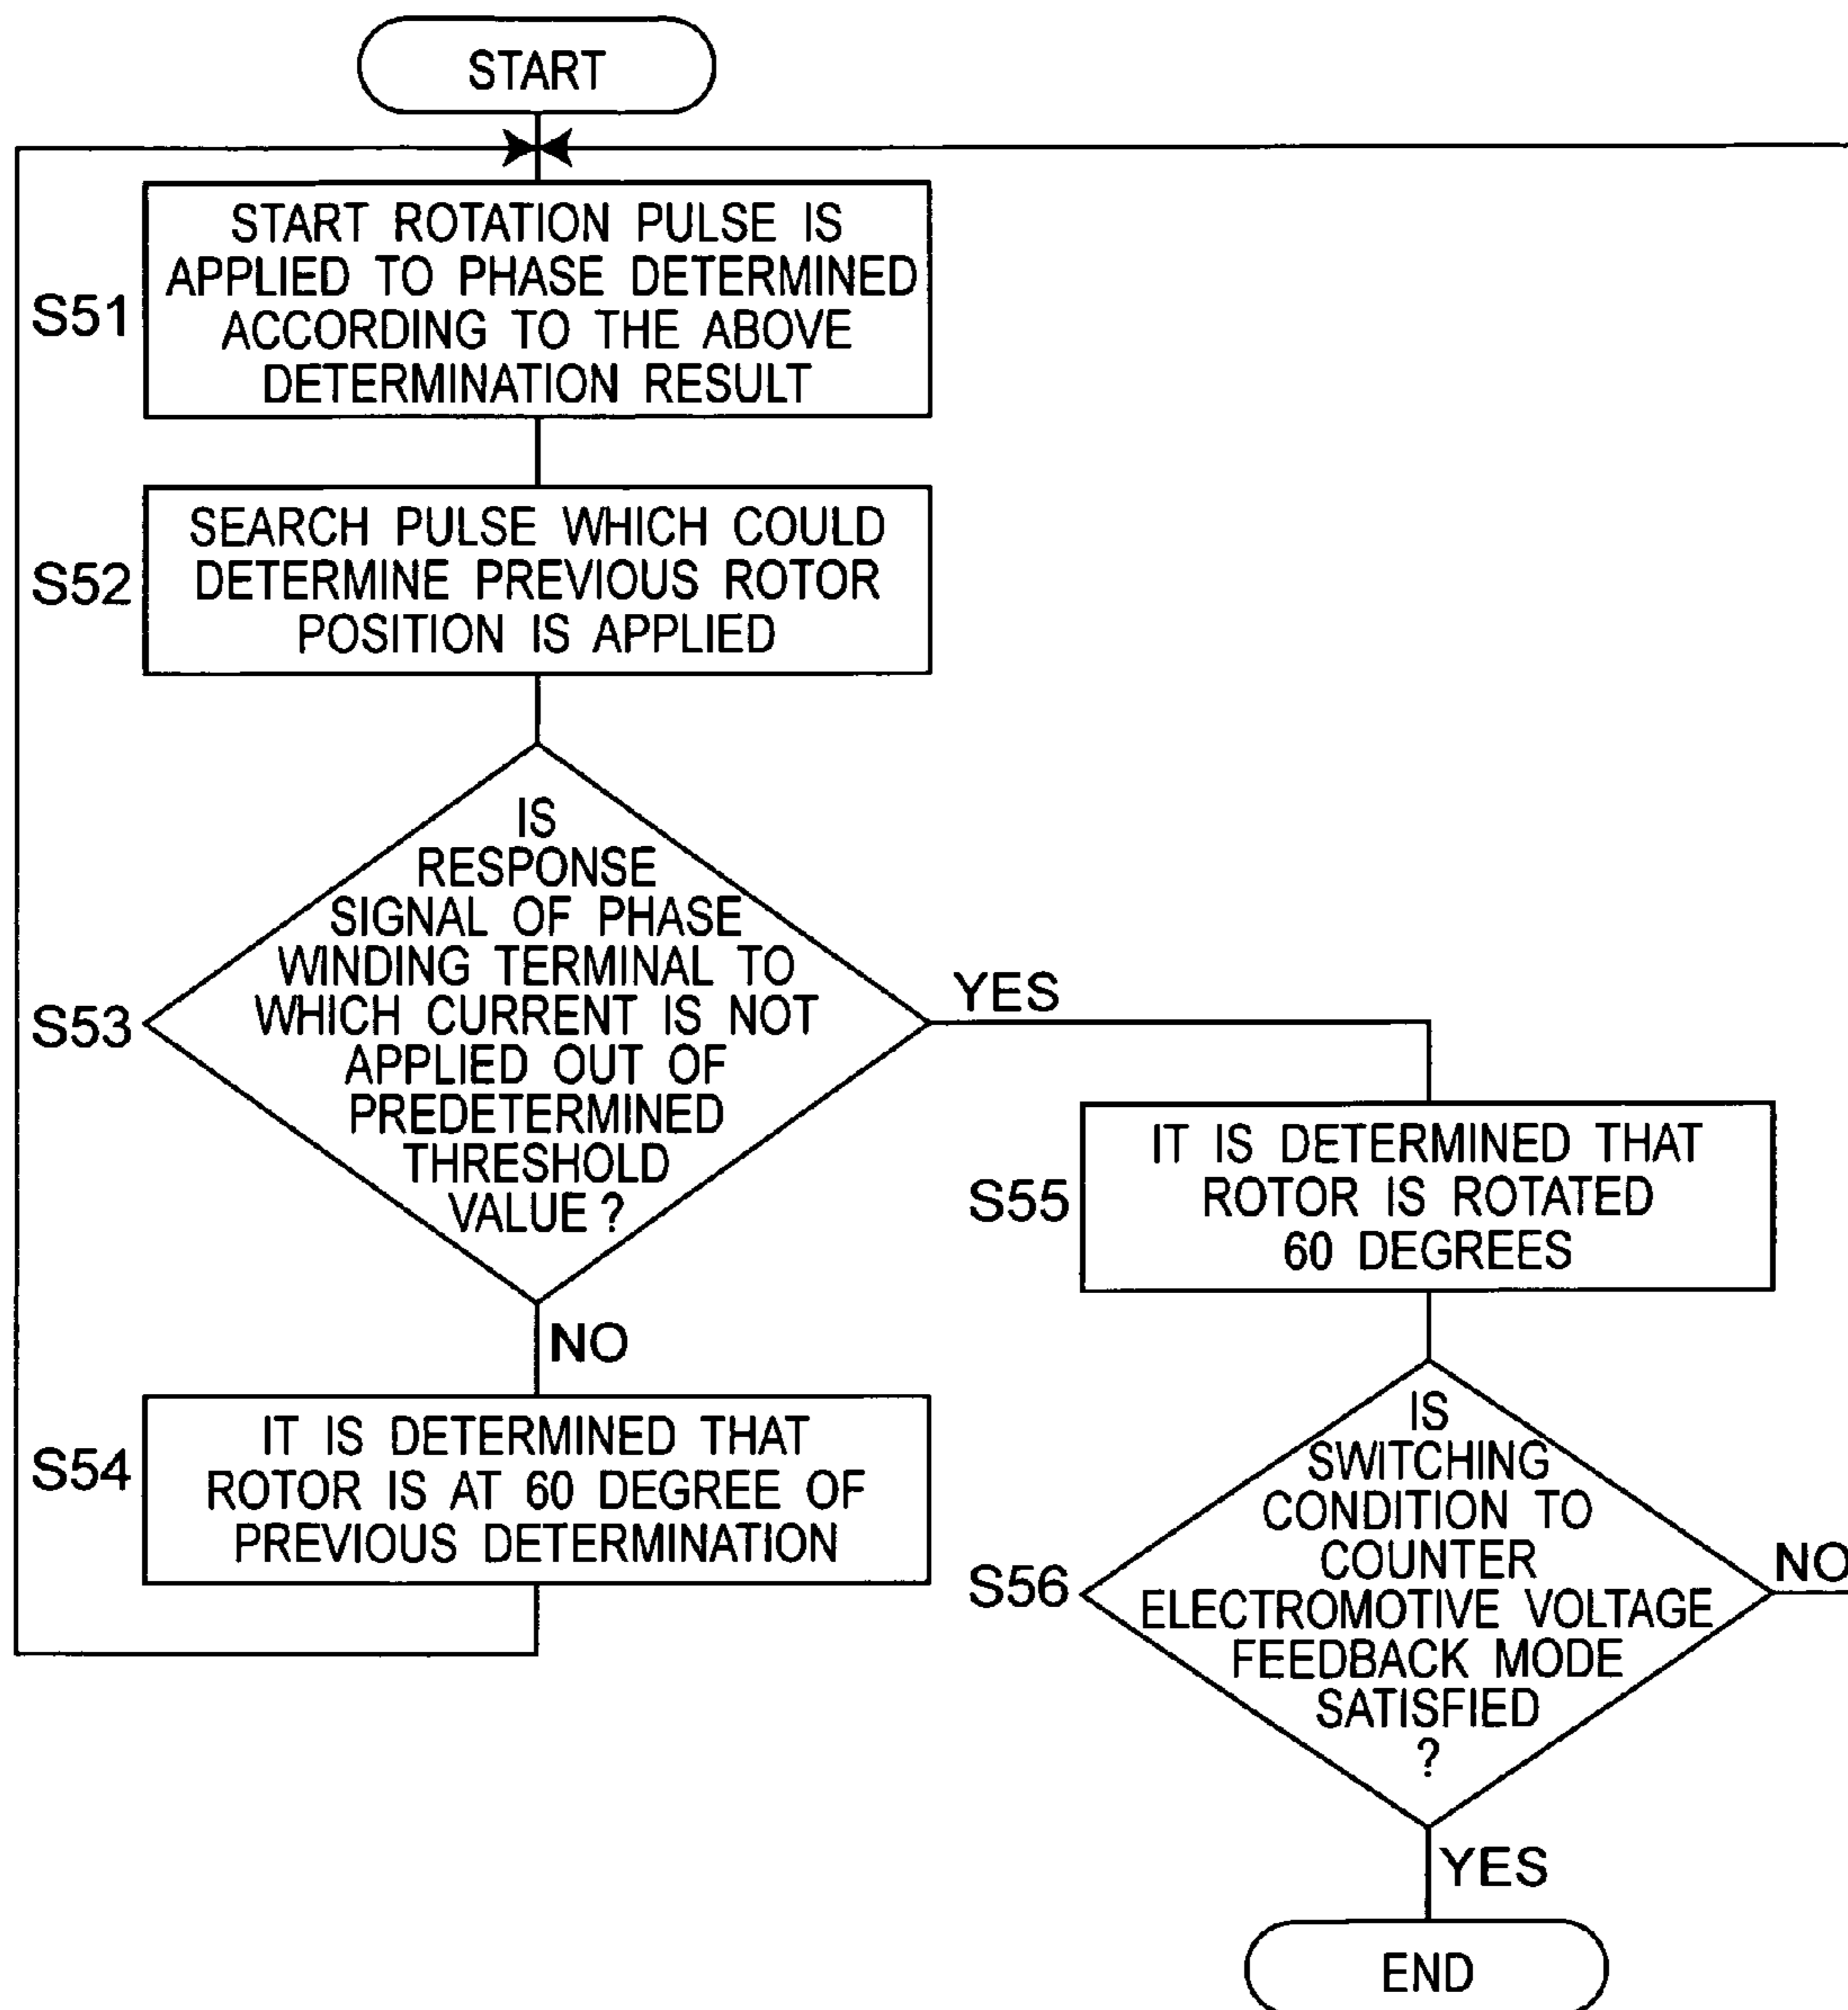 START
S51
START ROTATION PULSE IS
APPLIED TO PHASE DETERMINED
ACCORDING TO THE ABOVE
DETERMINATION RESULT
S52
SEARCH PULSE WHICH COULD
DETERMINE PREVIOUS ROTOR
POSITION IS APPLIED
S53
IS
RESPONSE
SIGNAL OF PHASE
WINDING TERMINAL TO
WHICH CURRENT IS NOT
APPLIED OUT OF
PREDETERMINED
THRESHOLD
VALUE ?
YES
NO
S54
IT IS DETERMINED THAT
ROTOR IS AT 60 DEGREE OF
PREVIOUS DETERMINATION
S55
IT IS DETERMINED THAT
ROTOR IS ROTATED
60 DEGREES
S56
IS
SWITCHING
CONDITION TO
COUNTER
ELECTROMOTIVE VOLTAGE
FEEDBACK MODE
SATISFIED
?
NO
YES
END